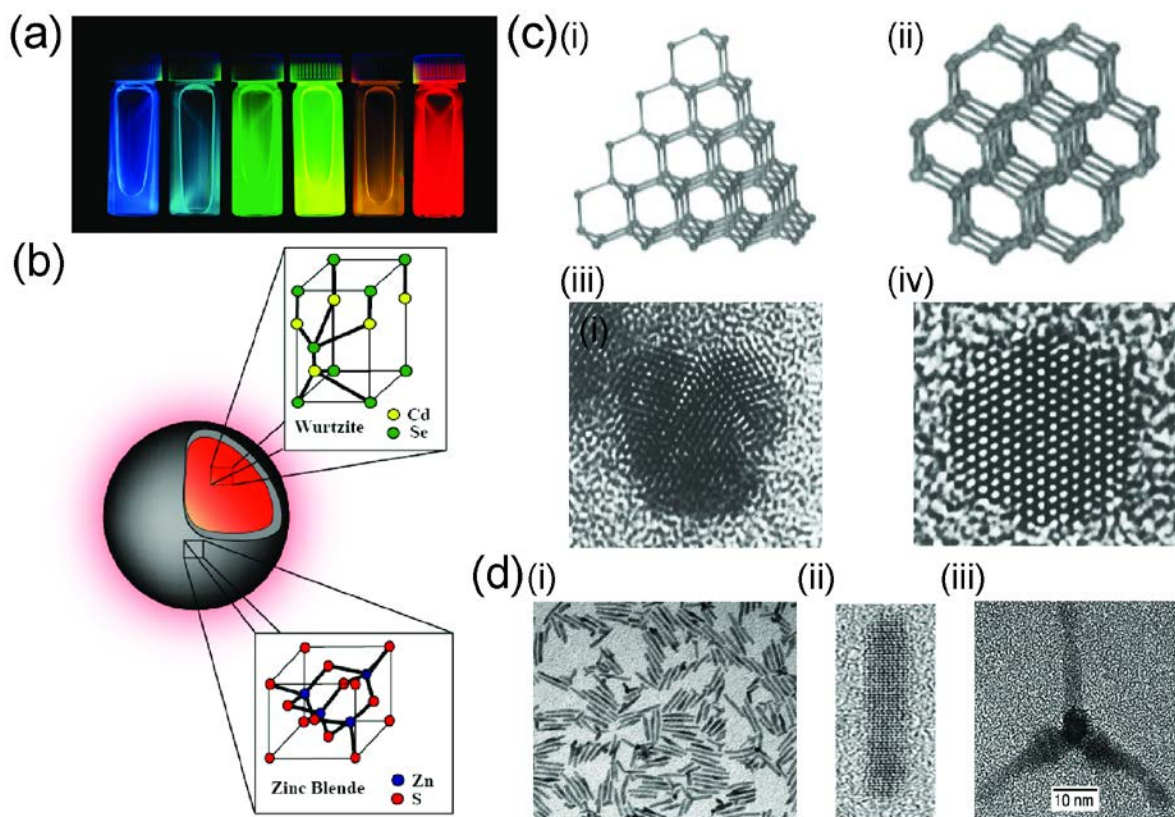 (a)
(c) (i)
(ii)
(b)
Cd
Wurtzite
Se
Zn
Zinc Blende
S
(iii)
(i)
(iv)
(d) (i)
(ii)
(iii)
10 nm